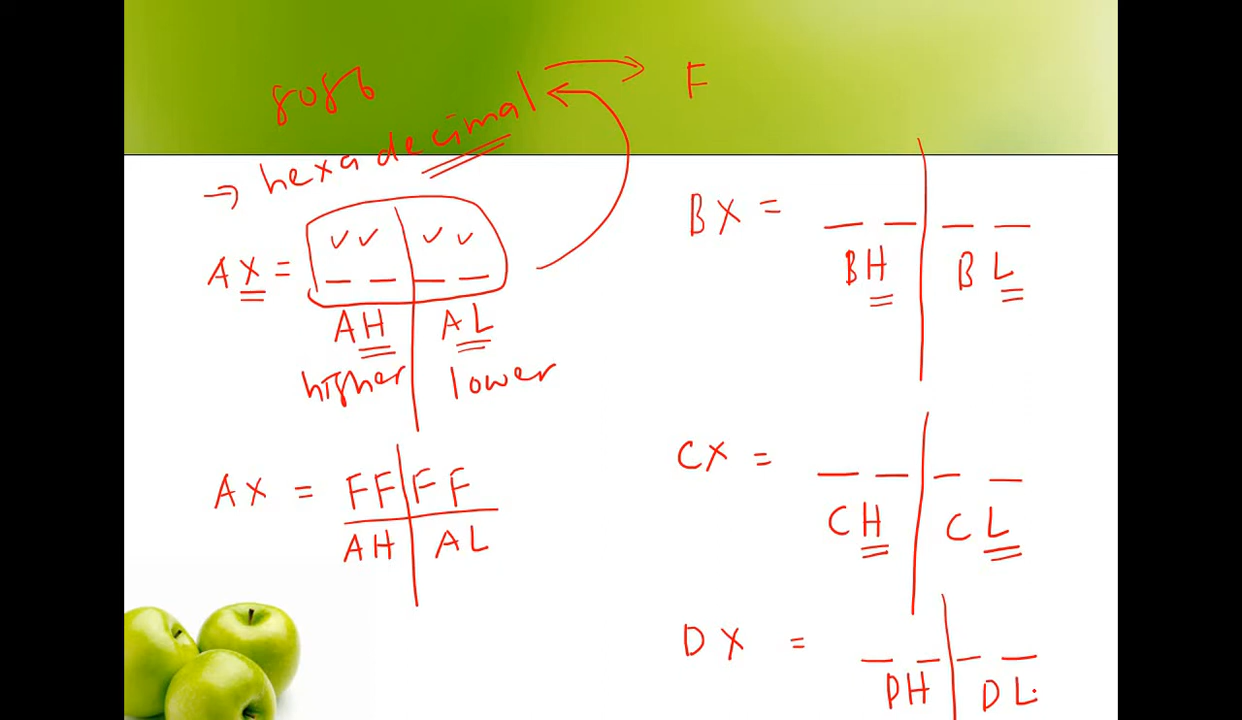 8086
→ hexadecimal → F
AX =
AH AL
higher lower
AX = FF FF
AH AL
BX =
BH BL
CX =
CH CL
DX =
DH DL